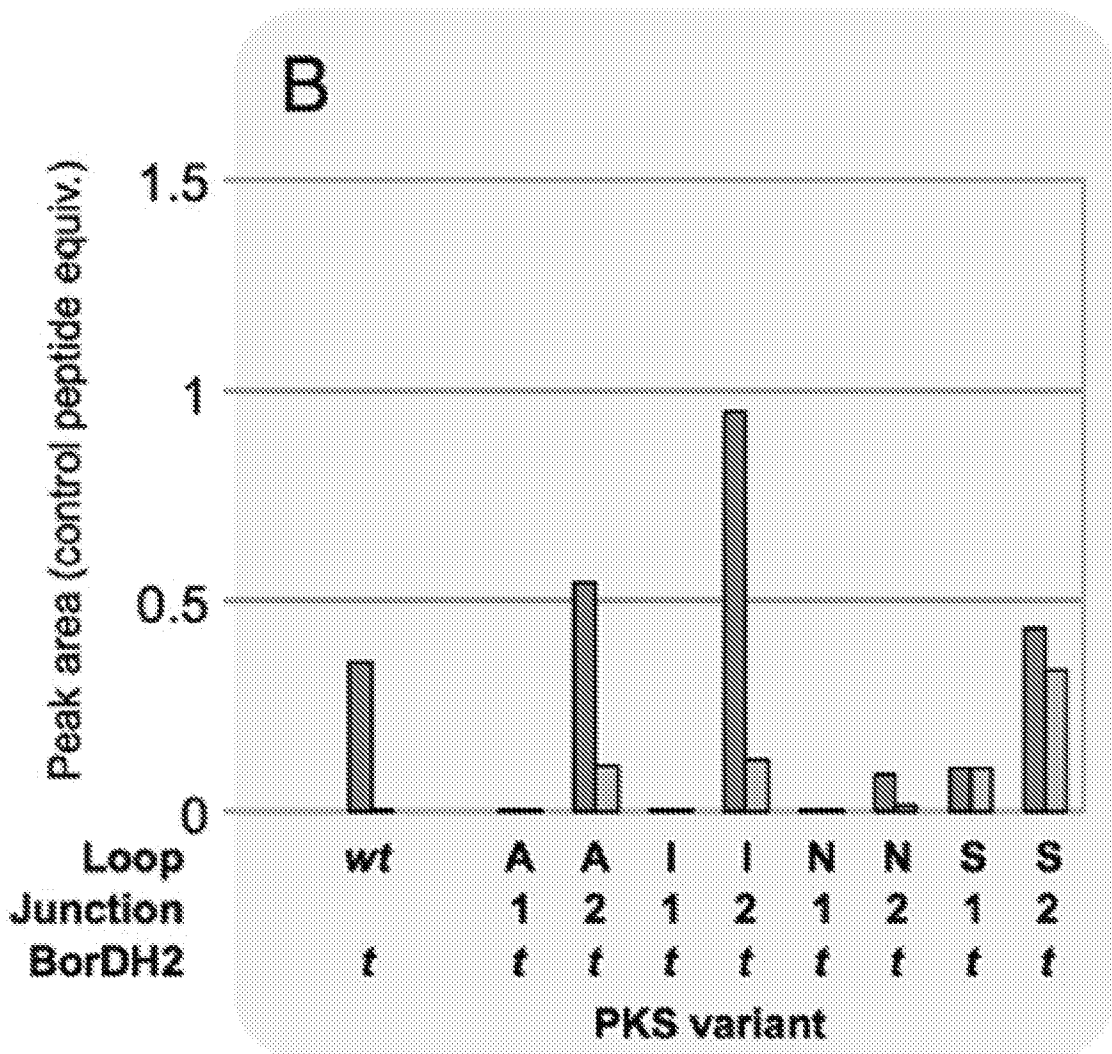 B
Peak area (control peptide equiv.)
1.5
1
0.5
0
Loop wt A A I I N N S S
Junction 1 2 1 2 1 2 1 2
BorDH2 t t t t t t t t t
PKS variant